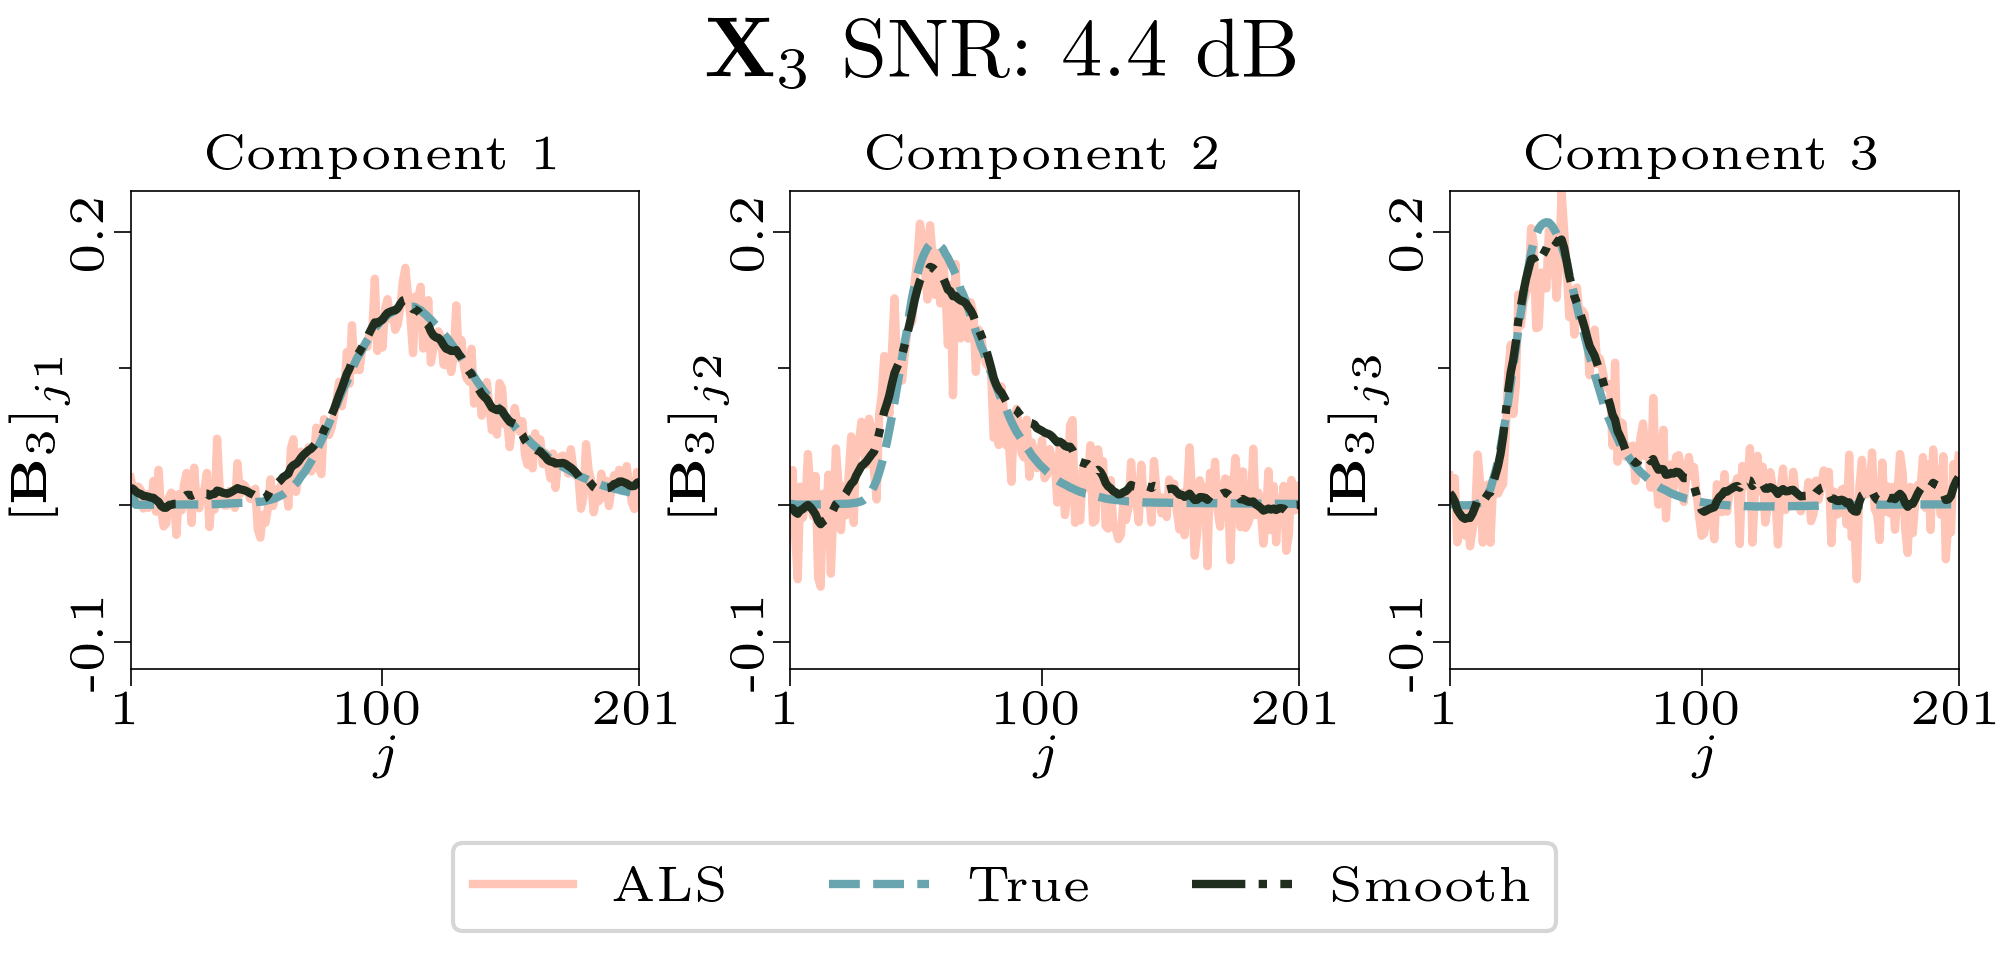 X₃ SNR: 4.4 dB
Component 1
Component 2
Component 3
[B₃]j1
0.2
-0.1
1 100 201
j
[B₃]j2
0.2
-0.1
1 100 201
j
[B₃]j3
0.2
-0.1
1 100 201
j
ALS True Smooth